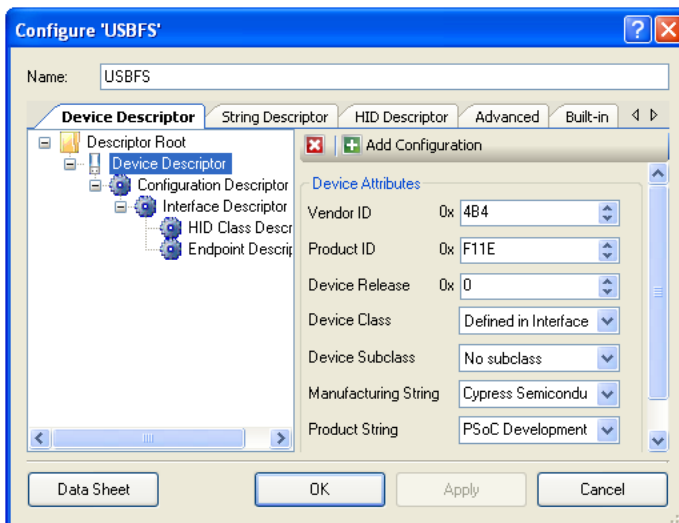 Configure 'USBFS'
Name: USBFS
Device Descriptor String Descriptor HID Descriptor Advanced Built-in
Descriptor Root
Device Descriptor
Configuration Descriptor
Interface Descriptor
HID Class Descr
Endpoint Descrip
Add Configuration
Device Attributes
Vendor ID 0x 4B4
Product ID 0x F11E
Device Release 0x 0
Device Class Defined in Interface
Device Subclass No subclass
Manufacturing String Cypress Semicondu
Product String PSoC Development
Data Sheet OK Apply Cancel